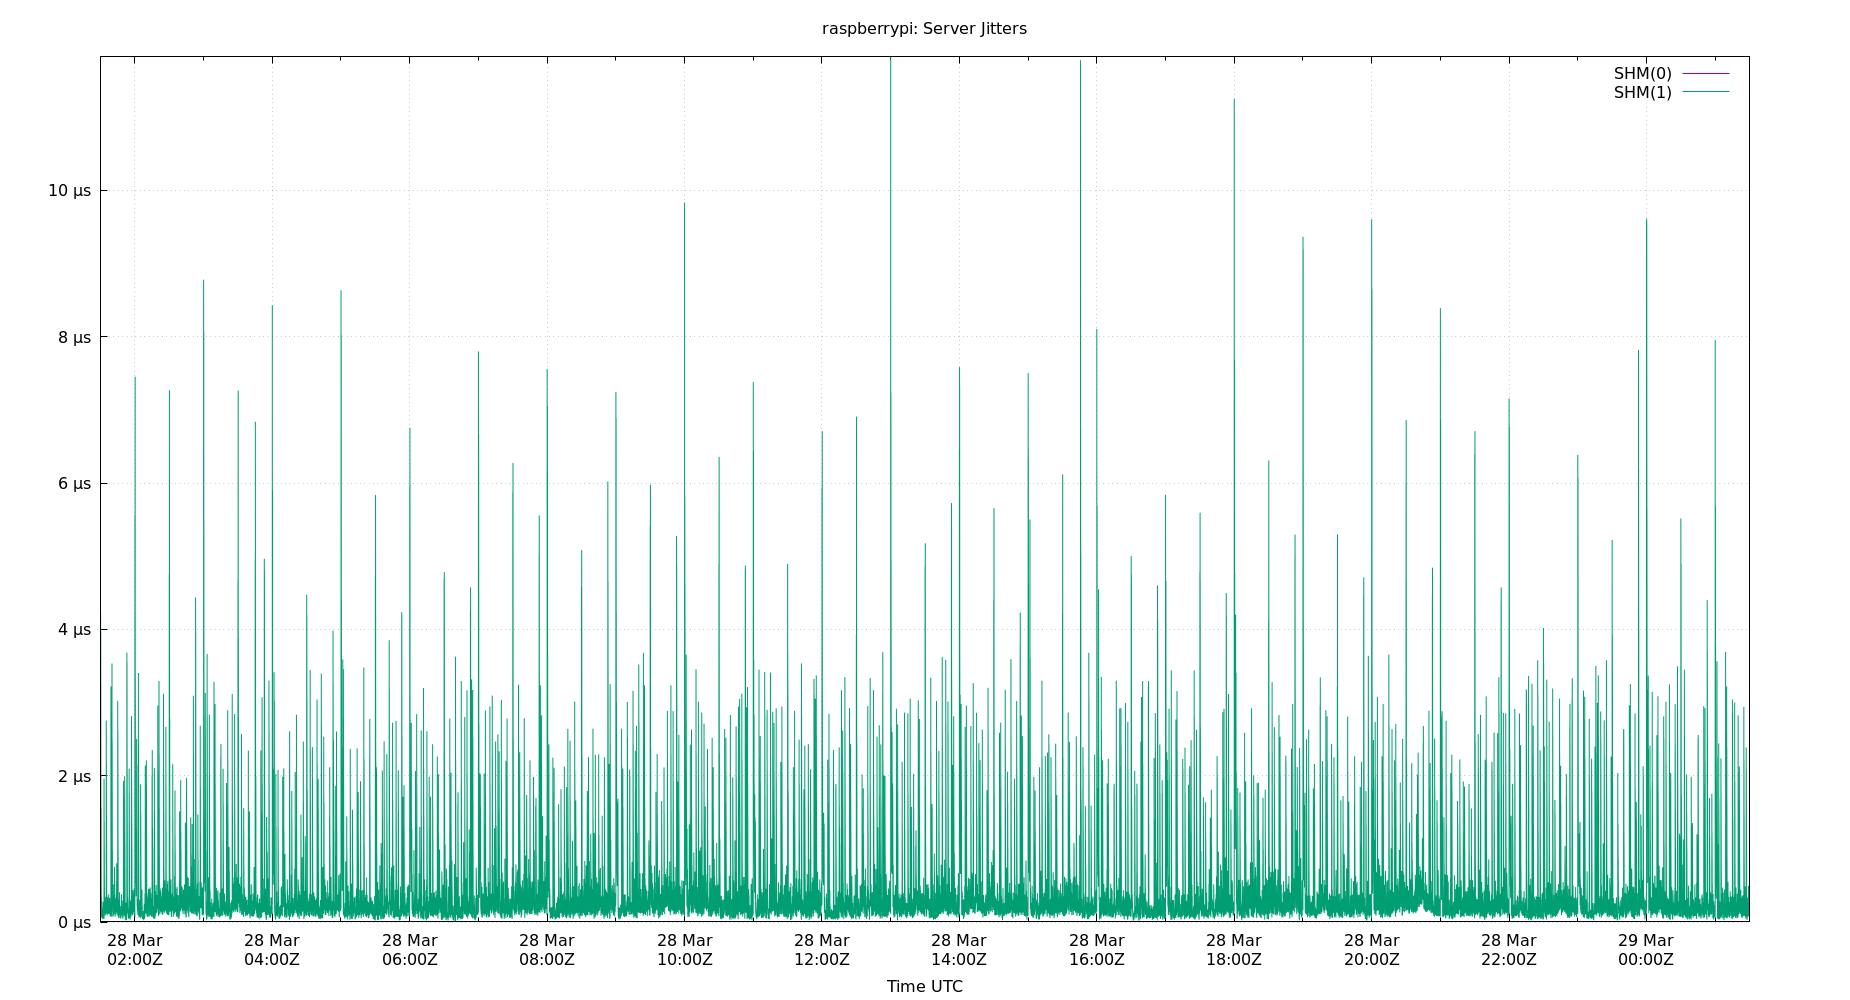 raspberrypi: Server Jitters
SHM(0)
SHM(1)
10 µs
8 µs
6 µs
4 µs
2 µs
0 µs
28 Mar 28 Mar 28 Mar 28 Mar 28 Mar 28 Mar 28 Mar 28 Mar 28 Mar 28 Mar 28 Mar 29 Mar
02:00Z 04:00Z 06:00Z 08:00Z 10:00Z 12:00Z 14:00Z 16:00Z 18:00Z 20:00Z 22:00Z 00:00Z
Time UTC